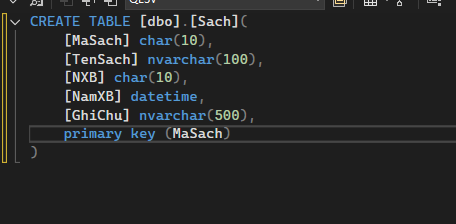 CREATE TABLE [dbo].[Sach](
[MaSach] char(10),
[TenSach] nvarchar(100),
[NXB] char(10),
[NamXB] datetime,
[GhiChu] nvarchar(500),
primary key (MaSach)
)